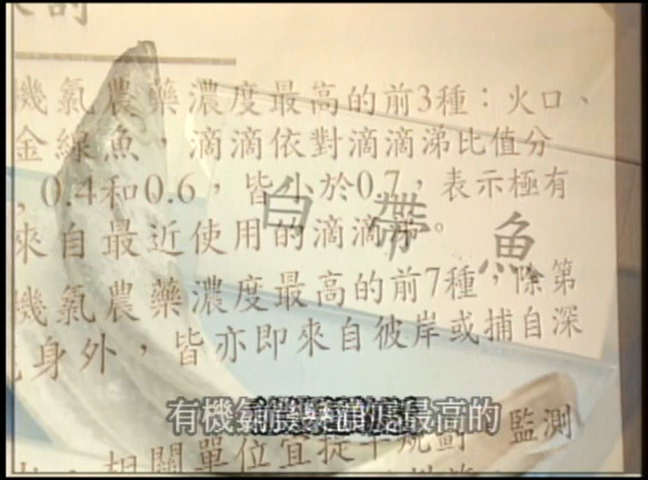 機氯農藥濃度最高的前3種：火口、
金線魚，滴滴依對滴滴涕比值分
，0.4和0.6，皆小於0.7，表示極有
白帶魚
來自最近使用的滴滴涕。
機氯農藥濃度最高的前7種，除第
身外，皆亦即來自彼岸或捕自深
有機氯 最高的
相關單位宜提 監測